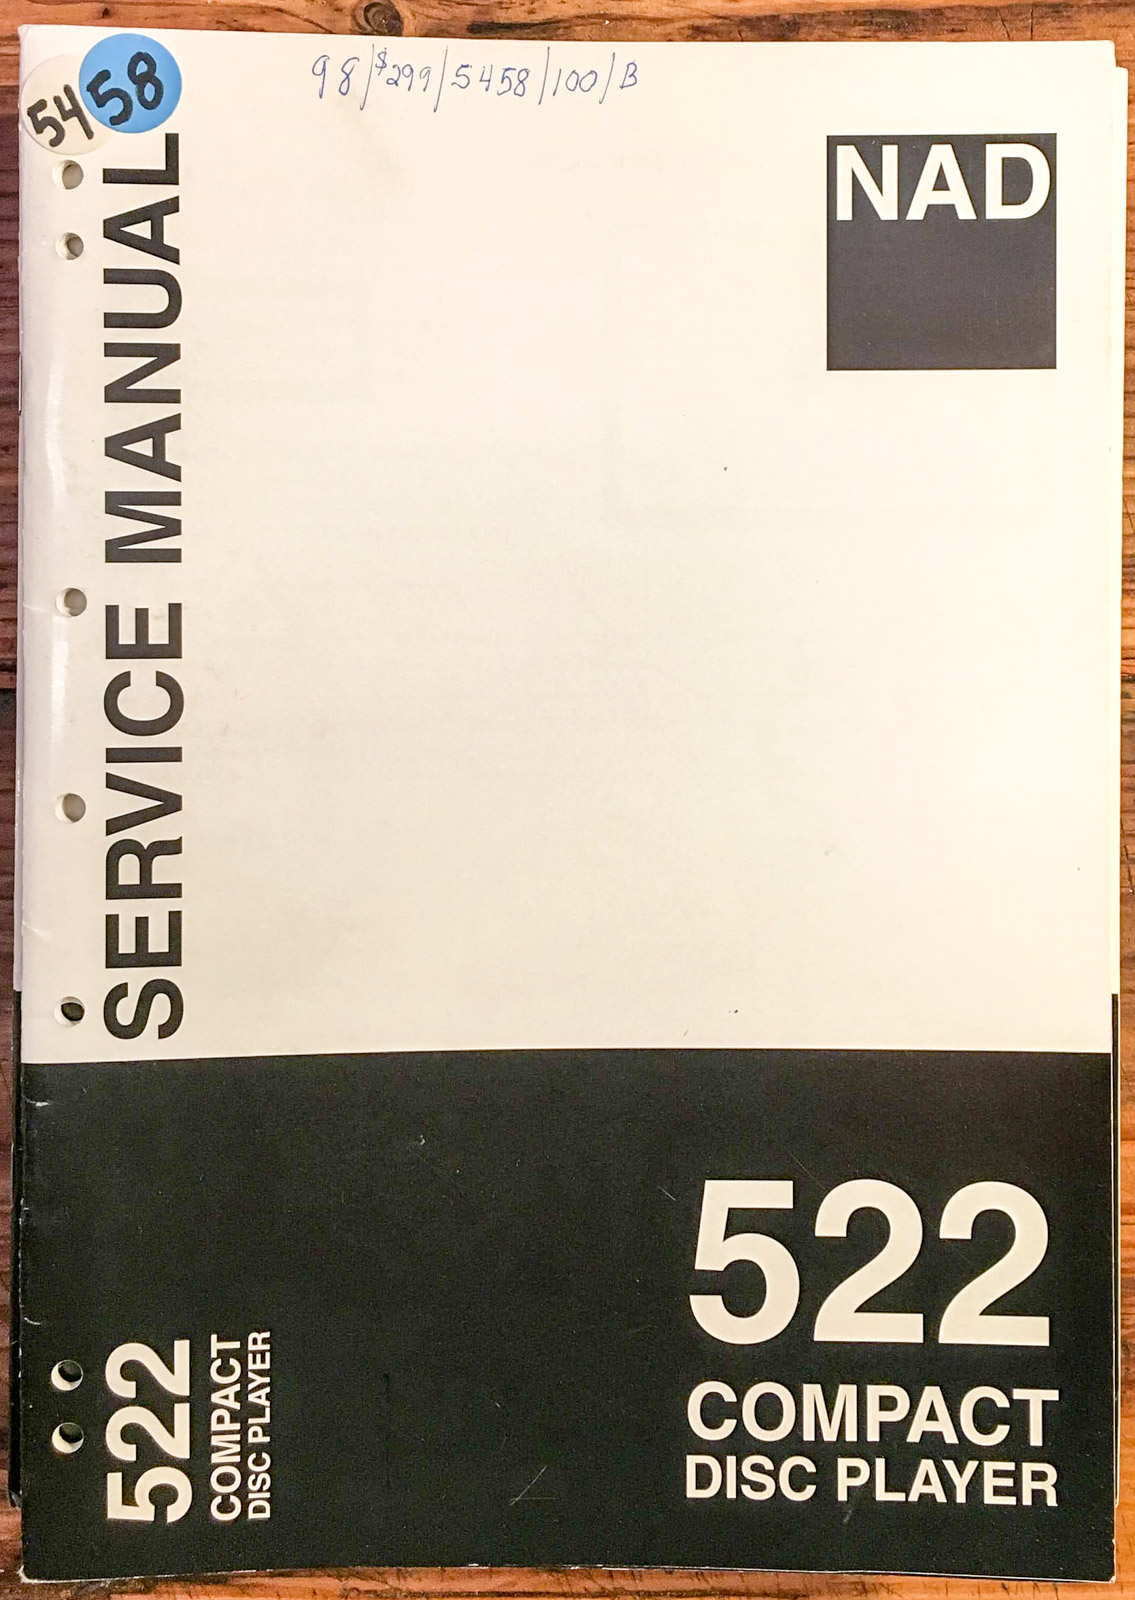 54 58
98/$299/5458/100/B
NAD
SERVICE MANUAL
522
COMPACT
DISC PLAYER
522
COMPACT
DISC PLAYER